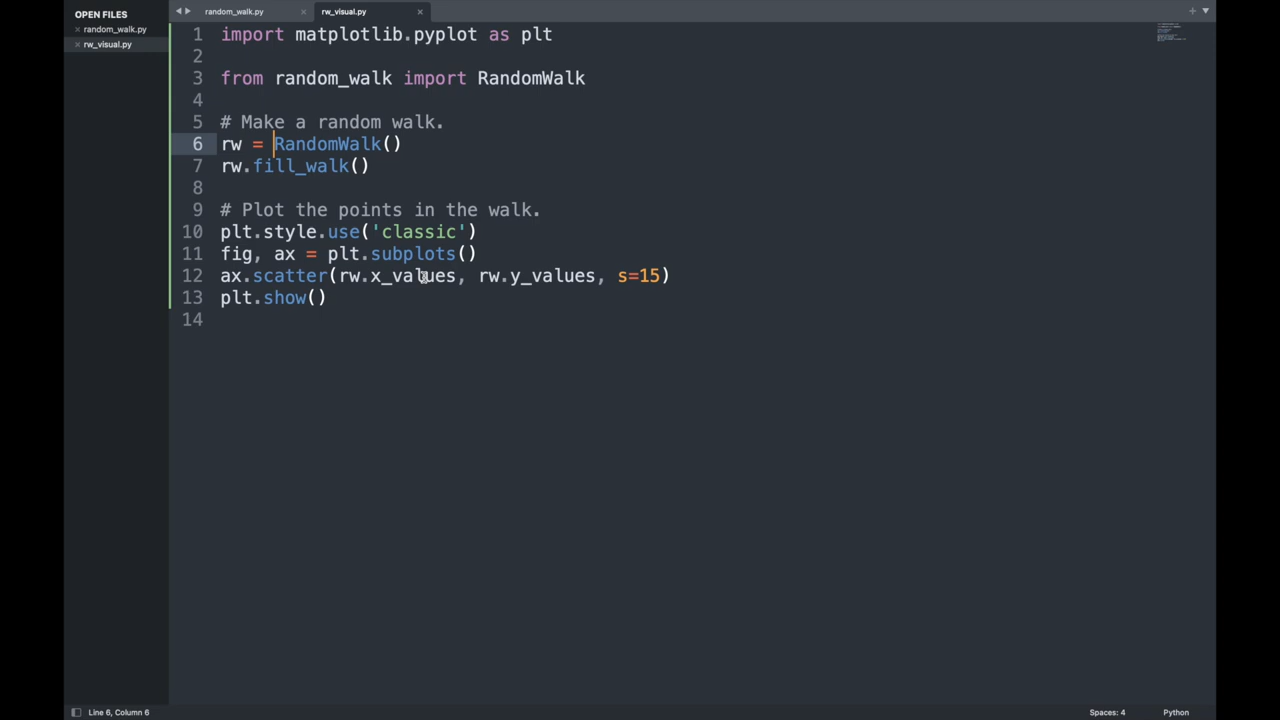 OPEN FILES
random_walk.py
rw_visual.py
random_walk.py × rw_visual.py ×
1 import matplotlib.pyplot as plt
2
3 from random_walk import RandomWalk
4
5 # Make a random walk.
6 rw = RandomWalk()
7 rw.fill_walk()
8
9 # Plot the points in the walk.
10 plt.style.use('classic')
11 fig, ax = plt.subplots()
12 ax.scatter(rw.x_values, rw.y_values, s=15)
13 plt.show()
14
Line 6, Column 6
Spaces: 4
Python